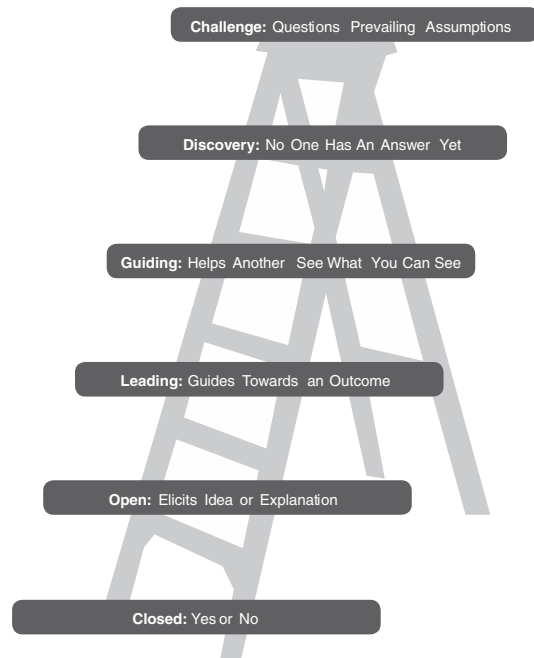 Challenge: Questions Prevailing Assumptions
Discovery: No One Has An Answer Yet
Guiding: Helps Another See What You Can See
Leading: Guides Towards an Outcome
Open: Elicits Idea or Explanation
Closed: Yes or No